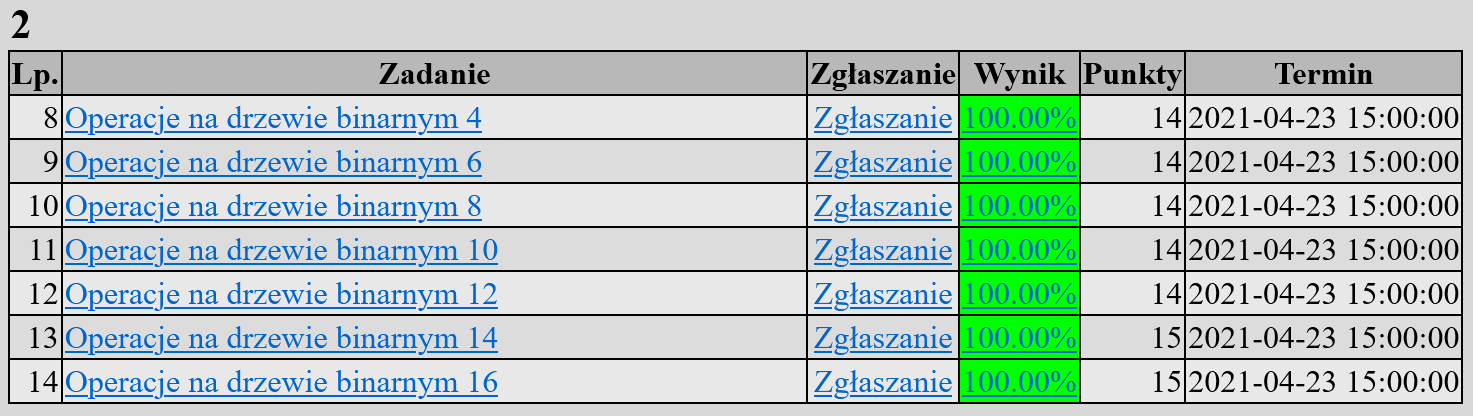 2
Lp. Zadanie Zgłaszanie Wynik Punkty Termin
8 Operacje na drzewie binarnym 4 Zgłaszanie 100.00% 14 2021-04-23 15:00:00
9 Operacje na drzewie binarnym 6 Zgłaszanie 100.00% 14 2021-04-23 15:00:00
10 Operacje na drzewie binarnym 8 Zgłaszanie 100.00% 14 2021-04-23 15:00:00
11 Operacje na drzewie binarnym 10 Zgłaszanie 100.00% 14 2021-04-23 15:00:00
12 Operacje na drzewie binarnym 12 Zgłaszanie 100.00% 14 2021-04-23 15:00:00
13 Operacje na drzewie binarnym 14 Zgłaszanie 100.00% 15 2021-04-23 15:00:00
14 Operacje na drzewie binarnym 16 Zgłaszanie 100.00% 15 2021-04-23 15:00:00